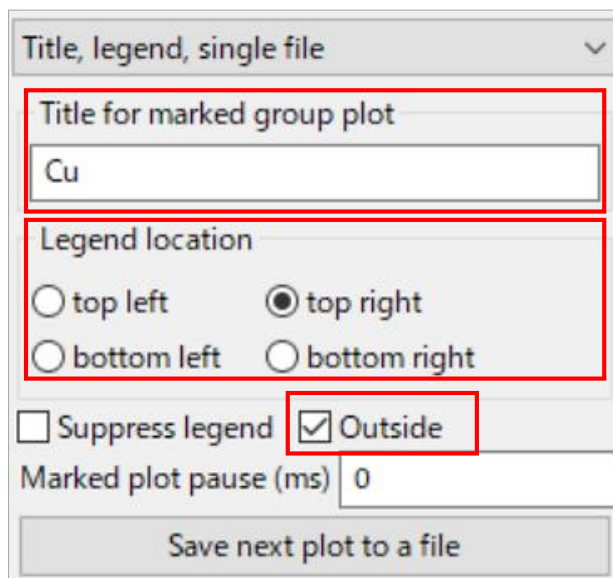 Title, legend, single file
Title for marked group plot
Cu
Legend location
top left top right
bottom left bottom right
Suppress legend Outside
Marked plot pause (ms) 0
Save next plot to a file